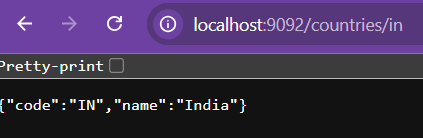 localhost:9092/countries/in
Pretty-print
{"code":"IN","name":"India"}